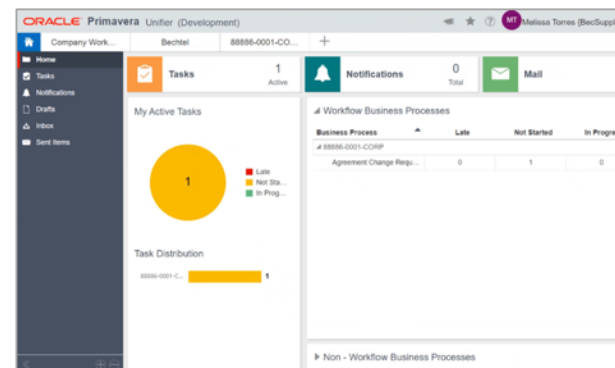 ORACLE Primavera Unifier (Development)
MT Melissa Torres (BecSuppl
Company Work... Bechtel 88886-0001-CO... +
Home
Tasks
Notifications
Drafts
Inbox
Sent Items
Tasks 1 Active
Notifications 0 Total
Mail
My Active Tasks
1
Late
Not Sta...
In Prog...
Task Distribution
88886-0001-C... 1
Workflow Business Processes
Business Process Late Not Started In Progre
88886-0001-CORP
Agreement Change Requ... 0 1 0
Non - Workflow Business Processes